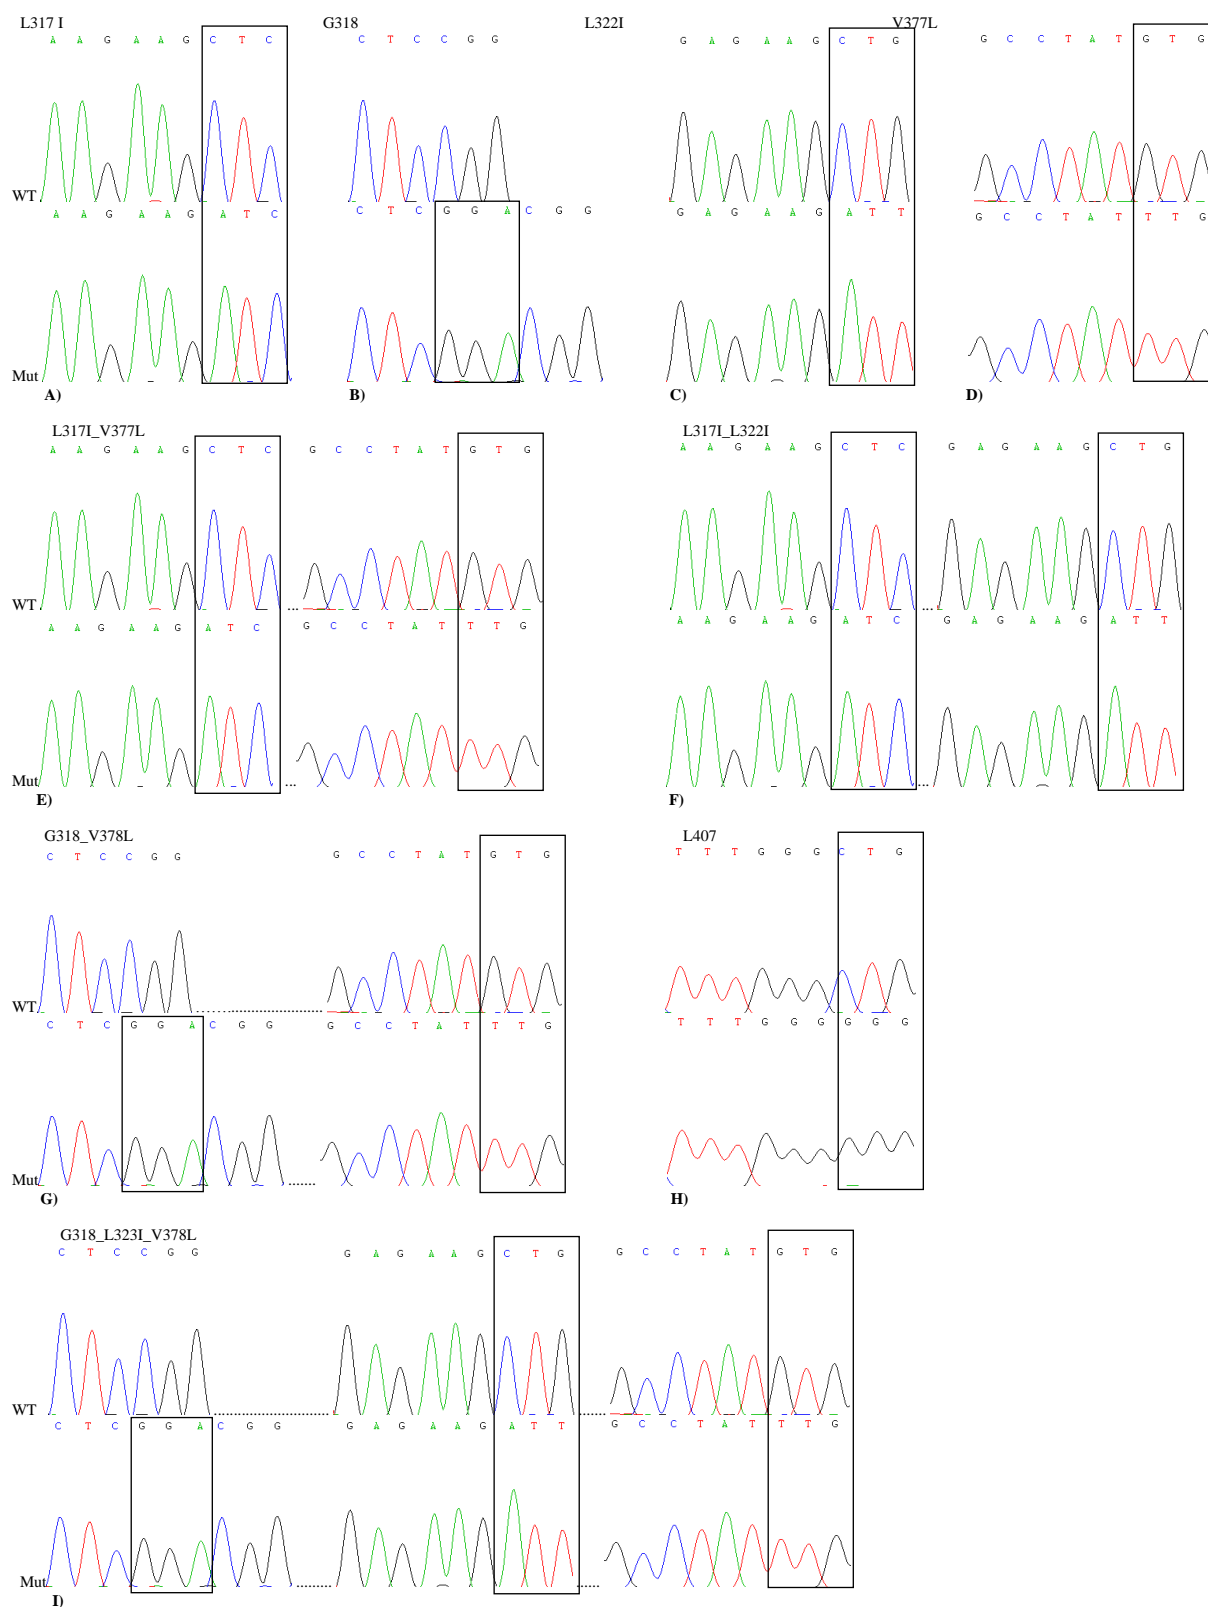 L317 I G318 L322I V377L
A A G A A G C T C C T C C G G G A G A A G C T G G C C T A T G T G
WT
A A G A A G A T C C T C G G A C G G G A G A A G A T T G C C T A T T T G
Mut
A) B) C) D)
L317I_V377L L317I_L322I
A A G A A G C T C G C C T A T G T G A A G A A G C T C G A G A A G C T G
WT ... ...
A A G A A G A T C G C C T A T T T G A A G A A G A T C G A G A A G A T T
Mut ... ...
E) F)
G318_V378L L407
C T C C G G G C C T A T G T G T T T G G G C T G
WT
C T C G G A C G G G C C T A T T T G T T T G G G G G G
Mut
G) H)
G318_L323I_V378L
C T C C G G G A G A A G C T G G C C T A T G T G
WT
C T C G G A C G G G A G A A G A T T G C C T A T T T G
Mut
I)